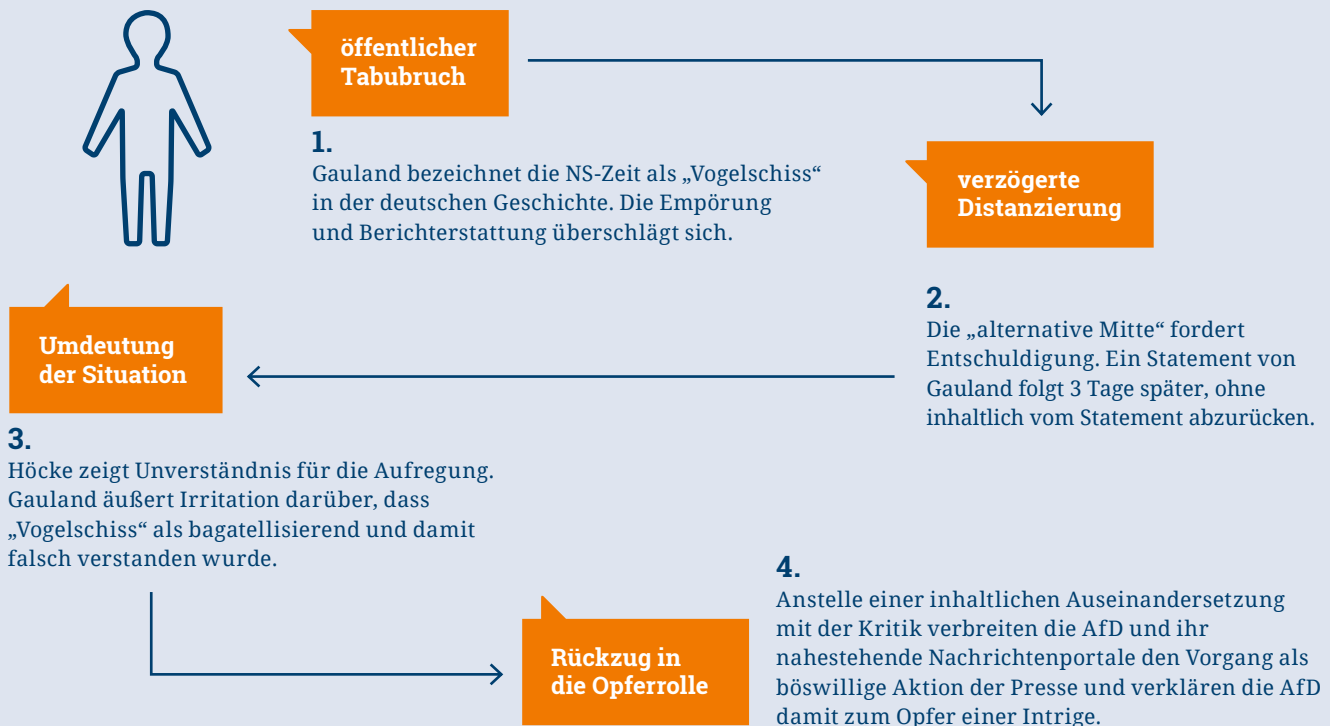 öffentlicher
Tabubruch
1.
Gauland bezeichnet die NS-Zeit als „Vogelschiss“
in der deutschen Geschichte. Die Empörung
und Berichterstattung überschlägt sich.
verzögerte
Distanzierung
2.
Die „alternative Mitte“ fordert
Entschuldigung. Ein Statement von
Gauland folgt 3 Tage später, ohne
inhaltlich vom Statement abzurücken.
Umdeutung
der Situation
3.
Höcke zeigt Unverständnis für die Aufregung.
Gauland äußert Irritation darüber, dass
„Vogelschiss“ als bagatellisierend und damit
falsch verstanden wurde.
Rückzug in
die Opferrolle
4.
Anstelle einer inhaltlichen Auseinandersetzung
mit der Kritik verbreiten die AfD und ihr
nahestehende Nachrichtenportale den Vorgang als
böswillige Aktion der Presse und verklären die AfD
damit zum Opfer einer Intrige.